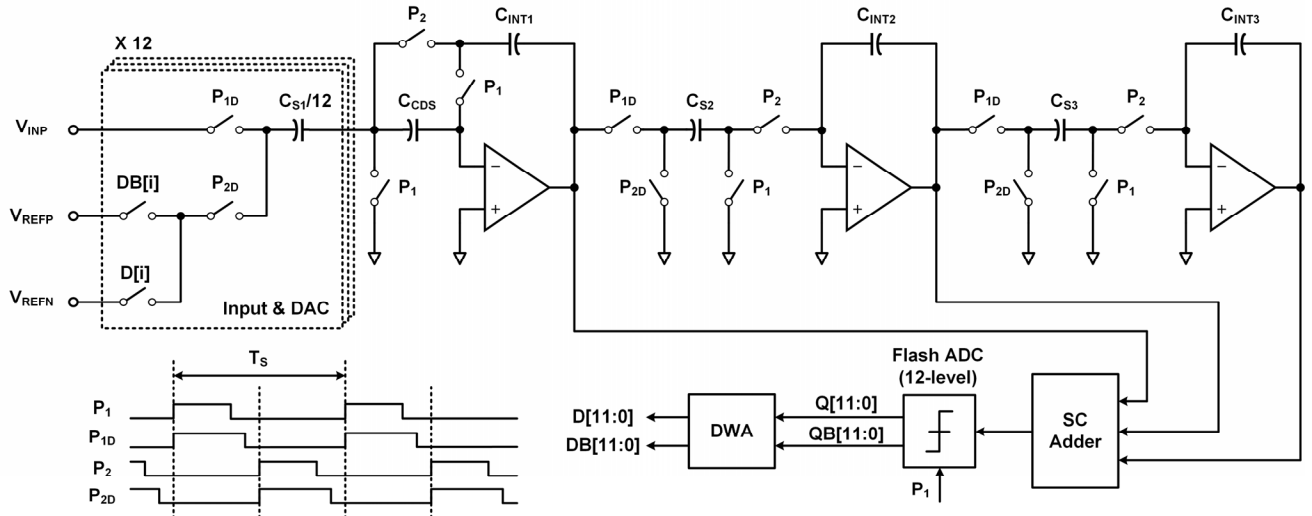 X 12
P2
CINT1
CINT2
CINT3
P1D
CS1/12
CCDS
P1
P1D
CS2
P2
P1D
CS3
P2
VINP
DB[i]
P2D
P1
P2D
P1
P2D
P1
VREFP
D[i]
VREFN
Input & DAC
− + − + − +
TS
P1
P1D
P2
P2D
Flash ADC
(12-level)
D[11:0]
DB[11:0]
DWA
Q[11:0]
QB[11:0]
P1
SC
Adder